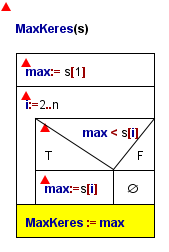 MaxKeres(s)
max:= s[1]
i:=2..n
max < s[i]
T F
max:=s[i] ∅
MaxKeres := max